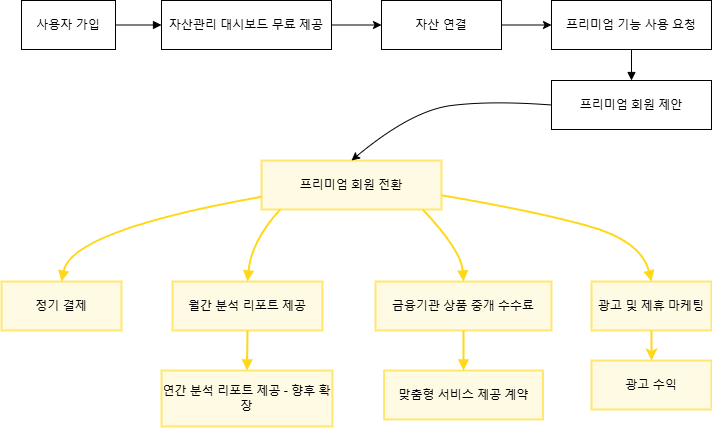 사용자 가입
자산관리 대시보드 무료 제공
자산 연결
프리미엄 기능 사용 요청
프리미엄 회원 제안
프리미엄 회원 전환
정기 결제
월간 분석 리포트 제공
금융기관 상품 중개 수수료
광고 및 제휴 마케팅
연간 분석 리포트 제공 - 향후 확
장
맞춤형 서비스 제공 계약
광고 수익